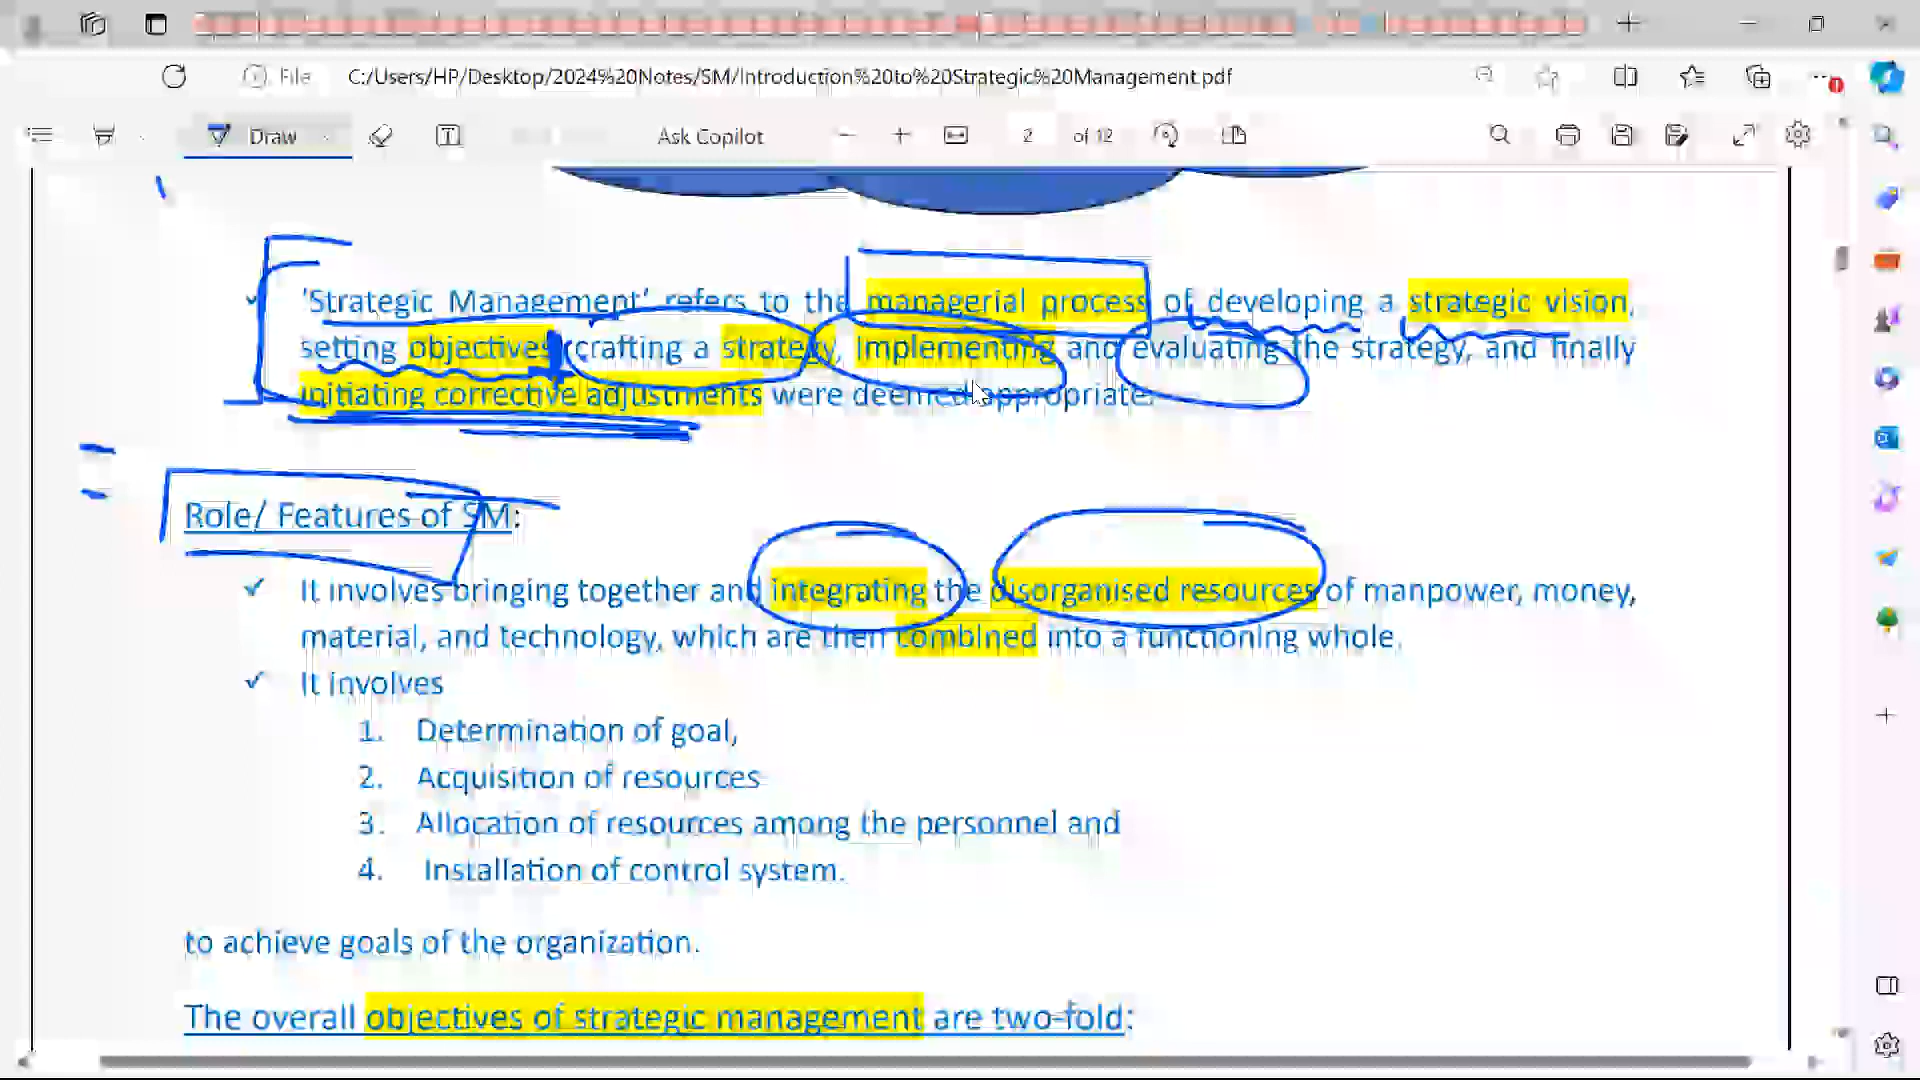 File C:/Users/HP/Desktop/2024%20Notes/SM/Introduction%20to%20Strategic%20Management.pdf
Draw Ask Copilot 2 of 12
'Strategic Management' refers to the managerial process of developing a strategic vision,
setting objectives crafting a strategy, Implementing and evaluating the strategy, and finally
initiating corrective adjustments were deemed appropriate.
Role/ Features of SM:
It involves bringing together and integrating the disorganised resources of manpower, money,
material, and technology, which are then combined into a functioning whole.
It involves
1. Determination of goal,
2. Acquisition of resources
3. Allocation of resources among the personnel and
4. Installation of control system.
to achieve goals of the organization.
The overall objectives of strategic management are two-fold: